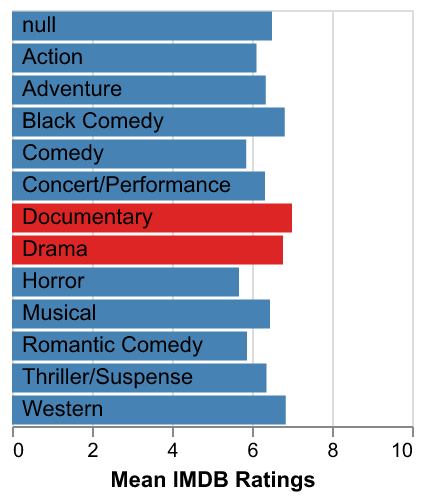 null
Action
Adventure
Black Comedy
Comedy
Concert/Performance
Documentary
Drama
Horror
Musical
Romantic Comedy
Thriller/Suspense
Western
0 2 4 6 8 10
Mean IMDB Ratings